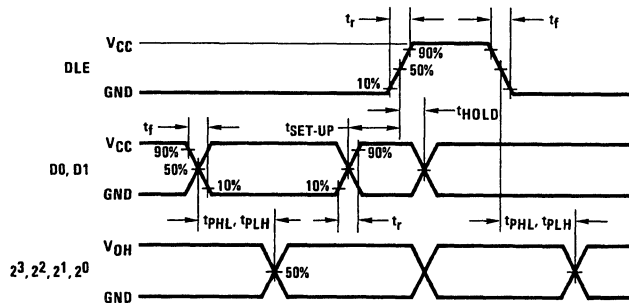 tr
tf
VCC
90%
DLE
50%
10%
GND
tHOLD
tf
tSET-UP
VCC
90%
90%
D0, D1
50%
10%
10%
GND
tPHL, tPLH
tr
tPHL, tPLH
VOH
2³, 2², 2¹, 2⁰
50%
GND